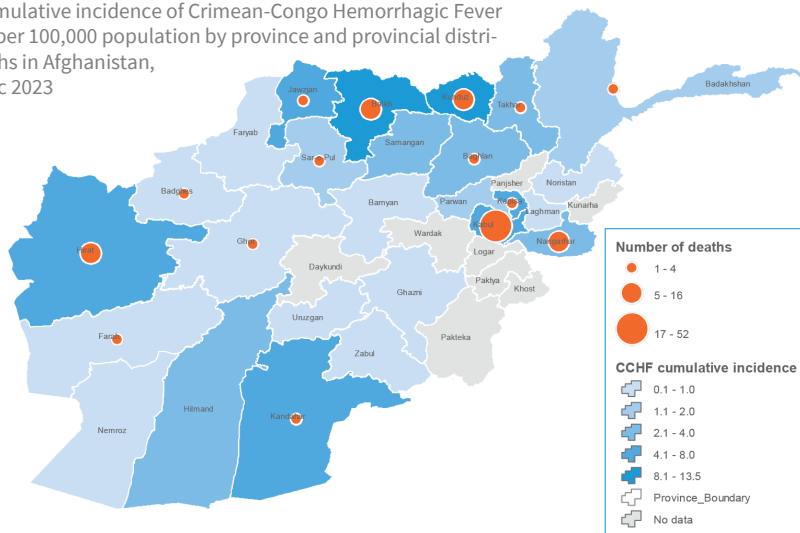 mulative incidence of Crimean-Congo Hemorrhagic Fever
per 100,000 population by province and provincial distri-
hs in Afghanistan,
c 2023
Jawzjan
Balkh
Kunduz
Takhar
Badakhshan
Faryab
Sar-e-Pul
Samangan
Baghlan
Panjsher
Noristan
Badghes
Bamyan
Parwan
Kapisa
Laghman
Kunarha
Hirat
Ghor
Wardak
Kabul
Nangarhar
Logar
Daykundi
Paktya
Khost
Ghazni
Uruzgan
Farah
Zabul
Pakteka
Hilmand
Kandahar
Nemroz
Number of deaths
1 - 4
5 - 16
17 - 52
CCHF cumulative incidence
0.1 - 1.0
1.1 - 2.0
2.1 - 4.0
4.1 - 8.0
8.1 - 13.5
Province_Boundary
No data